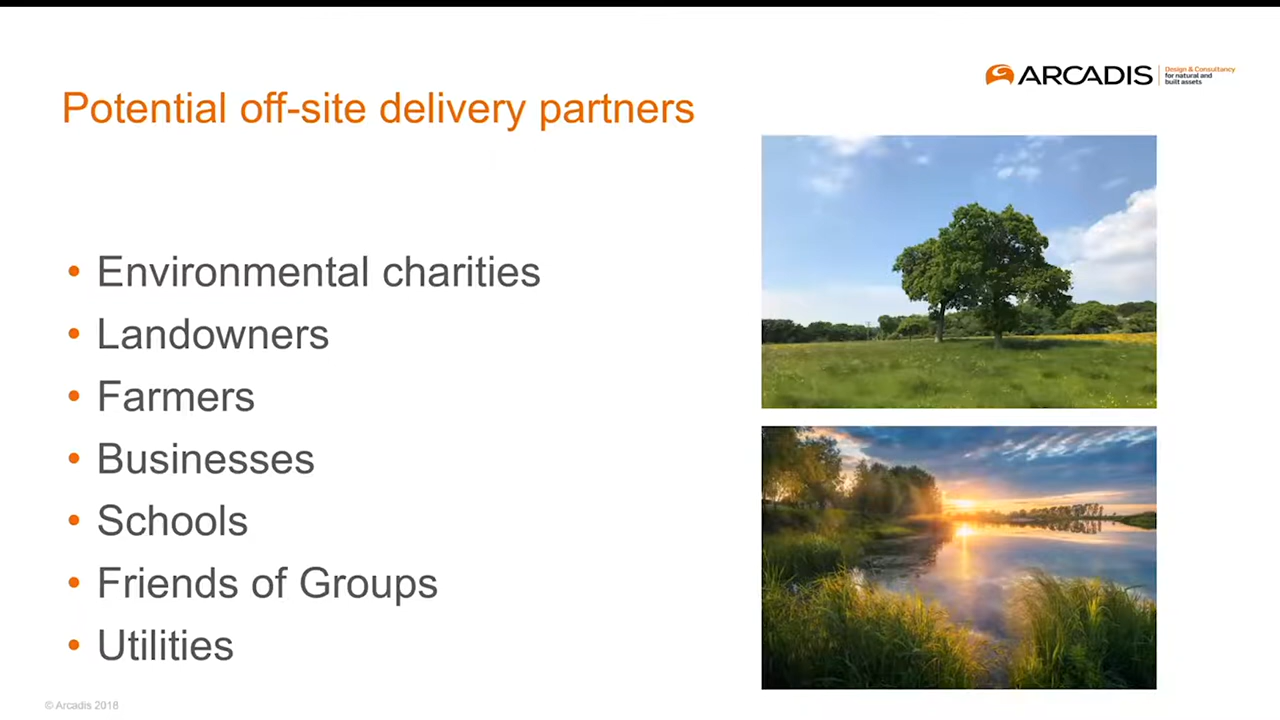 ARCADIS
Design & Consultancy
for natural and
built assets
Potential off-site delivery partners
• Environmental charities
• Landowners
• Farmers
• Businesses
• Schools
• Friends of Groups
• Utilities
© Arcadis 2018